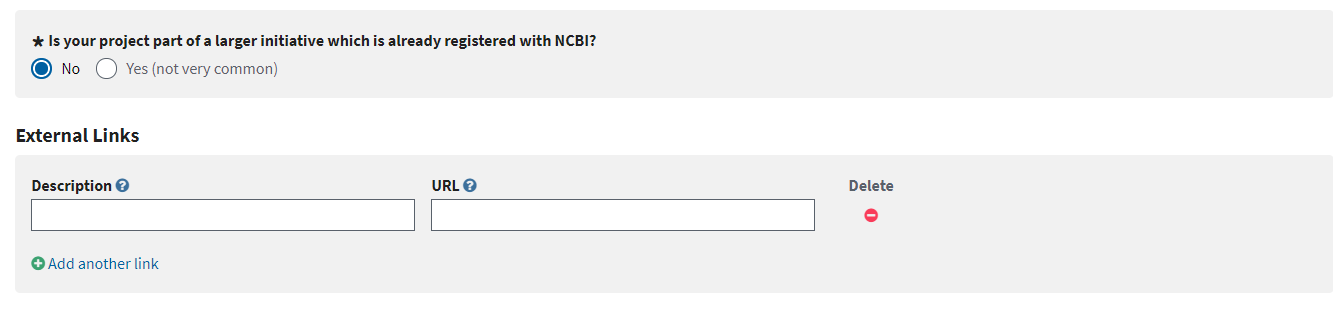 ★ Is your project part of a larger initiative which is already registered with NCBI?
No Yes (not very common)
External Links
Description ? URL ? Delete
Add another link